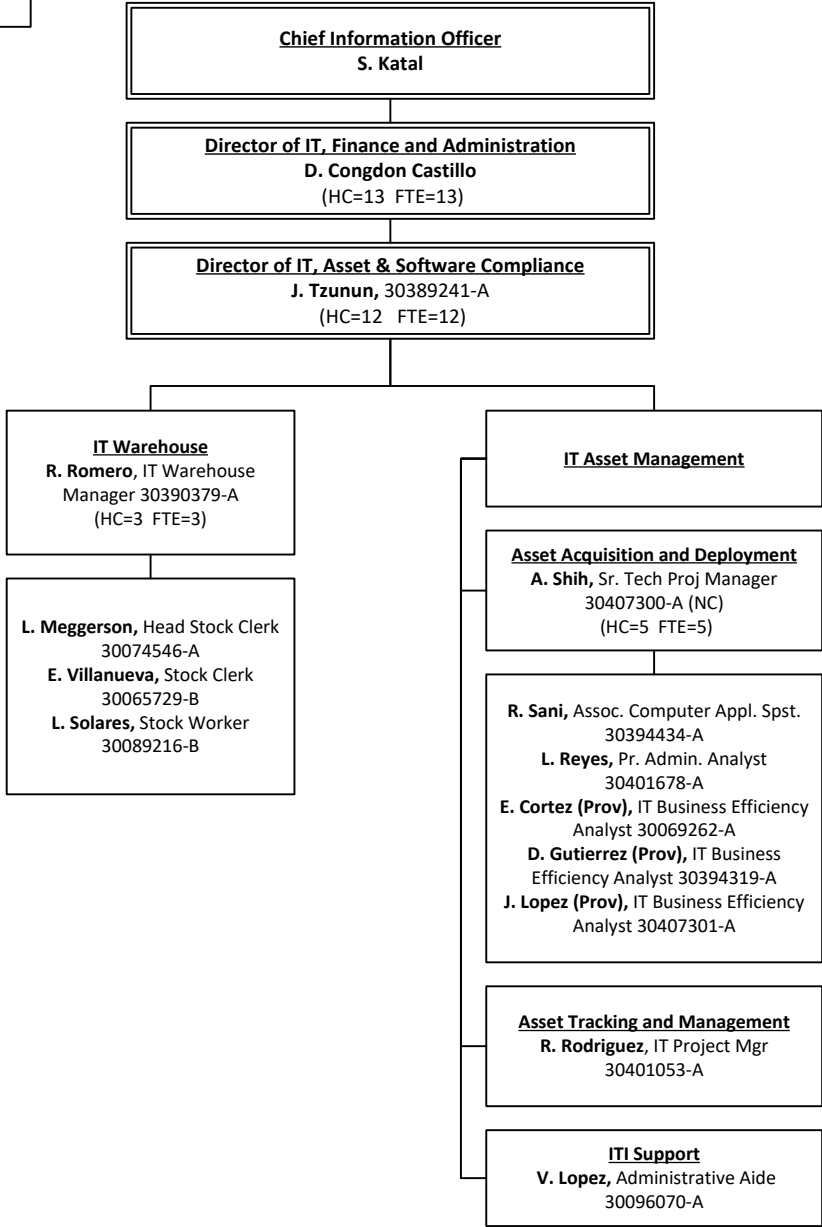 Chief Information Officer
S. Katal
Director of IT, Finance and Administration
D. Congdon Castillo
(HC=13 FTE=13)
Director of IT, Asset & Software Compliance
J. Tzunun, 30389241-A
(HC=12 FTE=12)
IT Warehouse
R. Romero, IT Warehouse
Manager 30390379-A
(HC=3 FTE=3)
L. Meggerson, Head Stock Clerk
30074546-A
E. Villanueva, Stock Clerk
30065729-B
L. Solares, Stock Worker
30089216-B
IT Asset Management
Asset Acquisition and Deployment
A. Shih, Sr. Tech Proj Manager
30407300-A (NC)
(HC=5 FTE=5)
R. Sani, Assoc. Computer Appl. Spst.
30394434-A
L. Reyes, Pr. Admin. Analyst
30401678-A
E. Cortez (Prov), IT Business Efficiency
Analyst 30069262-A
D. Gutierrez (Prov), IT Business
Efficiency Analyst 30394319-A
J. Lopez (Prov), IT Business Efficiency
Analyst 30407301-A
Asset Tracking and Management
R. Rodriguez, IT Project Mgr
30401053-A
ITI Support
V. Lopez, Administrative Aide
30096070-A